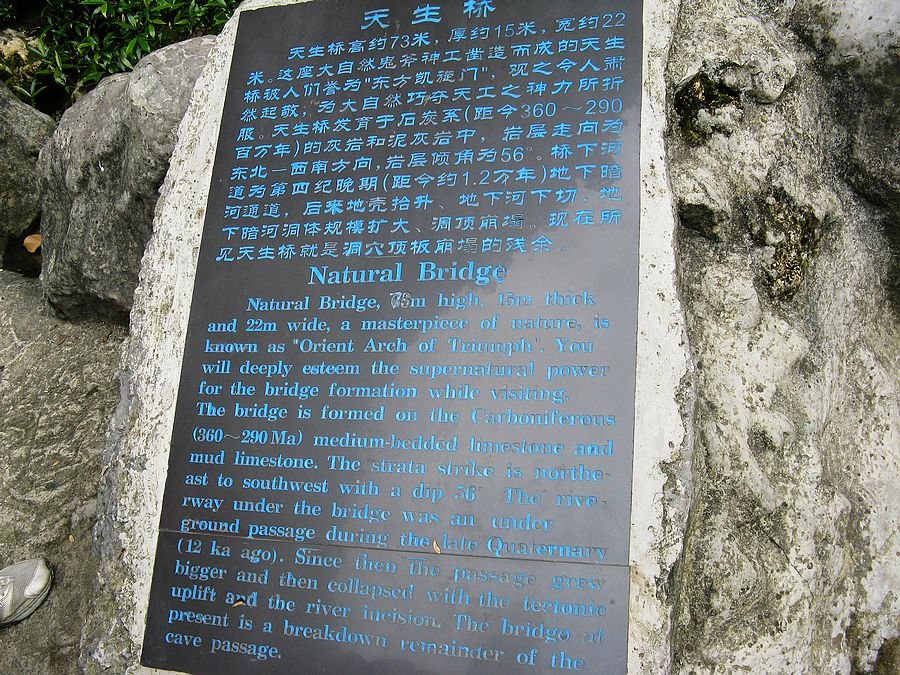 天生桥
天生桥高约73米，厚约15米，宽约22
米。这座大自然鬼斧神工凿造而成的天生
桥被人们誉为"东方凯旋门"，观之令人肃
然起敬，为大自然巧夺天工之神力所折
服。天生桥发育于石炭系(距今360～290
百万年)的灰岩和泥灰岩中，岩层走向为
东北—西南方向,岩层倾角为56°。桥下河
道为第四纪晚期(距今约1.2万年)地下暗
河通道，后来地壳抬升、地下河下切、地
下暗河洞体规模扩大、洞顶崩塌。现在所
见天生桥就是洞穴顶板崩塌的残余。
Natural Bridge
Natural Bridge, 73m high, 15m thick
and 22m wide, a masterpiece of nature, is
known as "Orient Arch of Triumph". You
will deeply esteem the supernatural power
for the bridge formation while visiting.
The bridge is formed on the Carboniferous
(360～290 Ma) medium-bedded limestone and
mud limestone. The strata strike is northe-
ast to southwest with a dip 56° The rive-
rway under the bridge was an under
ground passage during the late Quaternary
(12 ka ago). Since then the passage grew
bigger and then collapsed with the tectonic
uplift and the river incision. The bridge at
present is a breakdown remainder of the
cave passage.